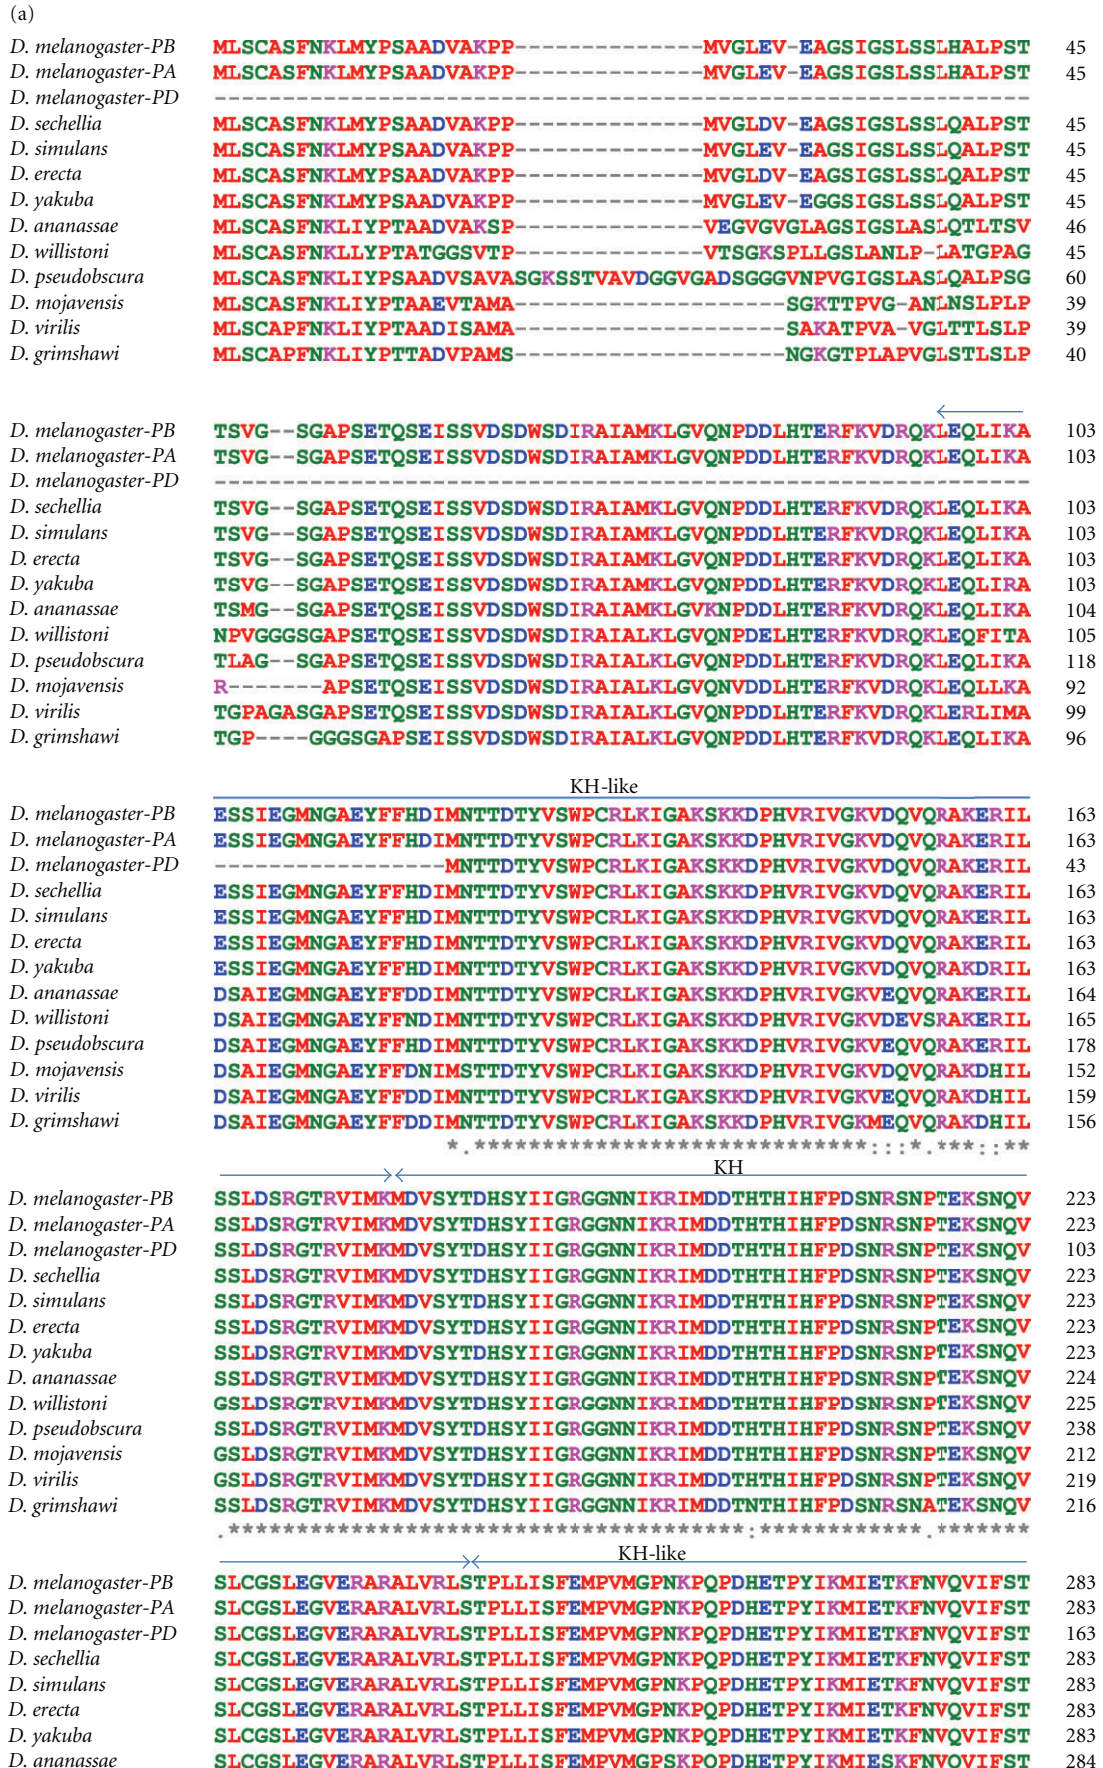 (a)
D. melanogaster-PB MLSCASFNKLMYPSAADVAKPP--------------MVGLEV-EAGSIGSLSSLHALPST 45
D. melanogaster-PA MLSCASFNKLMYPSAADVAKPP--------------MVGLEV-EAGSIGSLSSLHALPST 45
D. melanogaster-PD ------------------------------------------------------------
D. sechellia MLSCASFNKLMYPSAADVAKPP--------------MVGLDV-EAGSIGSLSSLQALPST 45
D. simulans MLSCASFNKLMYPSAADVAKPP--------------MVGLEV-EAGSIGSLSSLQALPST 45
D. erecta MLSCASFNKLMYPSAADVAKPP--------------MVGLDV-EAGSIGSLSSLQALPST 45
D. yakuba MLSCASFNKLMYPSAADVAKPP--------------MVGLEV-EGGSIGSLSSLQALPST 45
D. ananassae MLSCASFNKLIYPTAADVAKSP--------------VEGVGVGLAGSIGSLASLQTLTSV 46
D. willistoni MLSCASFNKLLYPTATGGSVTP--------------VTSGKSPLLGSLANLP-LATGPAG 45
D. pseudobscura MLSCASFNKLIYPSAADVSAVASGKSSTVAVDGGVGADSGGGVNPVGIGSLASLQALPSG 60
D. mojavensis MLSCASFNKLIYPTAAEVTAMA--------------------SGKTTPVG-ANLNSLPLP 39
D. virilis MLSCAPFNKLIYPTAADISAMA--------------------SAKATPVA-VGLTTLSLP 39
D. grimshawi MLSCAPFNKLIYPTTADVPAMS--------------------NGKGTPLAPVGLSTLSLP 40
D. melanogaster-PB TSVG--SGAPSETQSEISSVDSDWSDIRAIAMKLGVQNPDDLHTERFKVDRQKLEQLIKA 103
D. melanogaster-PA TSVG--SGAPSETQSEISSVDSDWSDIRAIAMKLGVQNPDDLHTERFKVDRQKLEQLIKA 103
D. melanogaster-PD ------------------------------------------------------------
D. sechellia TSVG--SGAPSETQSEISSVDSDWSDIRAIAMKLGVQNPDDLHTERFKVDRQKLEQLIKA 103
D. simulans TSVG--SGAPSETQSEISSVDSDWSDIRAIAMKLGVQNPDDLHTERFKVDRQKLEQLIKA 103
D. erecta TSVG--SGAPSETQSEISSVDSDWSDIRAIAMKLGVQNPDDLHTERFKVDRQKLEQLIKA 103
D. yakuba TSVG--SGAPSETQSEISSVDSDWSDIRAIAMKLGVQNPDDLHTERFKVDRQKLEQLIRA 103
D. ananassae TSMG--SGAPSETQSEISSVDSDWSDIRAIAMKLGVKNPDDLHTERFKVDRQKLEQLIKA 104
D. willistoni NPVGGGSGAPSETQSEISSVDSDWSDIRAIALKLGVQNPDELHTERFKVDRQKLEQFITA 105
D. pseudobscura TLAG--SGAPSETQSEISSVDSDWSDIRAIALKLGVQNPDDLHTERFKVDRQKLEQLIKA 118
D. mojavensis R-------APSETQSEISSVDSDWSDIRAIALKLGVQNVDDLHTERFKVDRQKLEQLLKA 92
D. virilis TGPAGASGAPSETQSEISSVDSDWSDIRAIALKLGVQNPDDLHTERFKVDRQKLERLIMA 99
D. grimshawi TGP----GGGSGAPSEISSVDSDWSDIRAIALKLGVQNPDDLHTERFKVDRQKLEQLIKA 96
KH-like
D. melanogaster-PB ESSIEGMNGAEYFFHDIMNTTDTYVSWPCRLKIGAKSKKDPHVRIVGKVDQVQRAKERIL 163
D. melanogaster-PA ESSIEGMNGAEYFFHDIMNTTDTYVSWPCRLKIGAKSKKDPHVRIVGKVDQVQRAKERIL 163
D. melanogaster-PD -----------------MNTTDTYVSWPCRLKIGAKSKKDPHVRIVGKVDQVQRAKERIL 43
D. sechellia ESSIEGMNGAEYFFHDIMNTTDTYVSWPCRLKIGAKSKKDPHVRIVGKVDQVQRAKERIL 163
D. simulans ESSIEGMNGAEYFFHDIMNTTDTYVSWPCRLKIGAKSKKDPHVRIVGKVDQVQRAKERIL 163
D. erecta ESSIEGMNGAEYFFHDIMNTTDTYVSWPCRLKIGAKSKKDPHVRIVGKVDQVQRAKERIL 163
D. yakuba ESSIEGMNGAEYFFHDIMNTTDTYVSWPCRLKIGAKSKKDPHVRIVGKVDQVQRAKDRIL 163
D. ananassae DSAIEGMNGAEYFFDDIMNTTDTYVSWPCRLKIGAKSKKDPHVRIVGKVEQVQRAKERIL 164
D. willistoni DSAIEGMNGAEYFFNDIMNTTDTYVSWPCRLKIGAKSKKDPHVRIVGKVDEVSRAKERIL 165
D. pseudobscura DSAIEGMNGAEYFFHDIMNTTDTYVSWPCRLKIGAKSKKDPHVRIVGKVEQVQRAKERIL 178
D. mojavensis DSAIEGMNGAEYFFDNIMSTTDTYVSWPCRLKIGAKSKKDPHVRIVGKVDQVQRAKDHIL 152
D. virilis DSAIEGMNGAEYFFDDIMNTTDTYVSWPCRLKIGAKSKKDPHVRIVGKVEQVQRAKDHIL 159
D. grimshawi DSAIEGMNGAEYFFDDIMNTTDTYVSWPCRLKIGAKSKKDPHVRIVGKMEQVQRAKDHIL 156
*.*****************************:::*.***::**
KH
D. melanogaster-PB SSLDSRGTRVIMKMDVSYTDHSYIIGRGGNNIKRIMDDTHTHIHFPDSNRSNPTEKSNQV 223
D. melanogaster-PA SSLDSRGTRVIMKMDVSYTDHSYIIGRGGNNIKRIMDDTHTHIHFPDSNRSNPTEKSNQV 223
D. melanogaster-PD SSLDSRGTRVIMKMDVSYTDHSYIIGRGGNNIKRIMDDTHTHIHFPDSNRSNPTEKSNQV 103
D. sechellia SSLDSRGTRVIMKMDVSYTDHSYIIGRGGNNIKRIMDDTHTHIHFPDSNRSNPTEKSNQV 223
D. simulans SSLDSRGTRVIMKMDVSYTDHSYIIGRGGNNIKRIMDDTHTHIHFPDSNRSNPTEKSNQV 223
D. erecta SSLDSRGTRVIMKMDVSYTDHSYIIGRGGNNIKRIMDDTHTHIHFPDSNRSNPTEKSNQV 223
D. yakuba SSLDSRGTRVIMKMDVSYTDHSYIIGRGGNNIKRIMDDTHTHIHFPDSNRSNPTEKSNQV 223
D. ananassae SSLDSRGTRVIMKMDVSYTDHSYIIGRGGNNIKRIMDDTHTHIHFPDSNRSNPTEKSNQV 224
D. willistoni GSLDSRGTRVIMKMDVSYTDHSYIIGRGGNNIKRIMDDTHTHIHFPDSNRSNPTEKSNQV 225
D. pseudobscura SSLDSRGTRVIMKMDVSYTDHSYIIGRGGNNIKRIMDDTHTHIHFPDSNRSNPTEKSNQV 238
D. mojavensis GSLDSRGTRVIMKMDVSYTDHSYIIGRGGNNIKRIMDDTHTHIHFPDSNRSNPTEKSNQV 212
D. virilis GSLDSRGTRVIMKMDVSYTDHSYIIGRGGNNIKRIMDDTHTHIHFPDSNRSNPTEKSNQV 219
D. grimshawi SSLDSRGTRVIMKMDVSYTDHSYIIGRGGNNIKRIMDDTNTHIHFPDSNRSNATEKSNQV 216
.**************************************:************.*******
KH-like
D. melanogaster-PB SLCGSLEGVERARALVRLSTPLLISFEMPVMGPNKPQPDHETPYIKMIETKFNVQVIFST 283
D. melanogaster-PA SLCGSLEGVERARALVRLSTPLLISFEMPVMGPNKPQPDHETPYIKMIETKFNVQVIFST 283
D. melanogaster-PD SLCGSLEGVERARALVRLSTPLLISFEMPVMGPNKPQPDHETPYIKMIETKFNVQVIFST 163
D. sechellia SLCGSLEGVERARALVRLSTPLLISFEMPVMGPNKPQPDHETPYIKMIETKFNVQVIFST 283
D. simulans SLCGSLEGVERARALVRLSTPLLISFEMPVMGPNKPQPDHETPYIKMIETKFNVQVIFST 283
D. erecta SLCGSLEGVERARALVRLSTPLLISFEMPVMGPNKPQPDHETPYIKMIETKFNVQVIFST 283
D. yakuba SLCGSLEGVERARALVRLSTPLLISFEMPVMGPNKPQPDHETPYIKMIETKFNVQVIFST 283
D. ananassae SLCGSLEGVERARALVRLSTPLLISFEMPVMGPSKPQPDHETPYIKMIESKFNVQVIFST 284